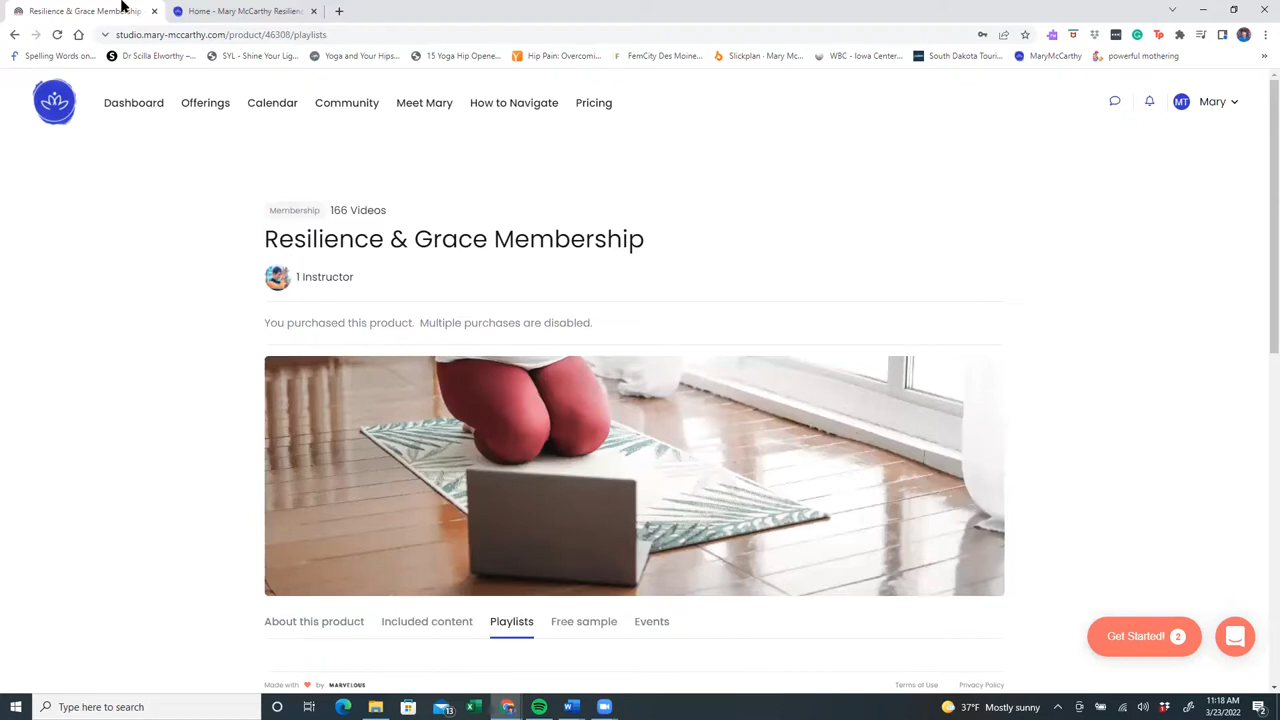 Resilience & Grace Membership
Home - Mary McCarthy Resilienc
studio.mary-mccarthy.com/product/46308/playlists
Spelling Words on...
Dr Scilla Elworthy –...
SYL - Shine Your Lig...
Yoga and Your Hips...
15 Yoga Hip Opene...
Hip Pain: Overcomi...
FemCity Des Moine...
Slickplan - Mary Mc...
WBC - Iowa Center...
South Dakota Touri...
MaryMcCarthy
powerful mothering
Dashboard
Offerings
Calendar
Community
Meet Mary
How to Navigate
Pricing
MT
Mary
Membership
166 Videos
Resilience & Grace Membership
1 Instructor
You purchased this product. Multiple purchases are disabled.
About this product
Included content
Playlists
Free sample
Events
Get Started! 2
Made with ❤ by MARVELOUS
Terms of Use
Privacy Policy
Type here to search
13
37°F Mostly sunny
11:18 AM
3/23/2022
2